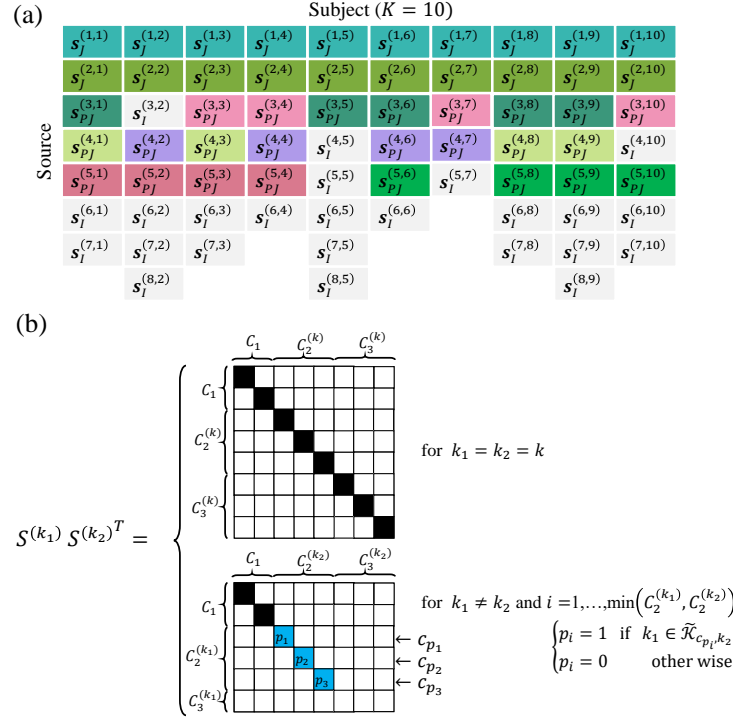 (a)
Subject (K = 10)
Source
s_J^(1,1) s_J^(1,2) s_J^(1,3) s_J^(1,4) s_J^(1,5) s_J^(1,6) s_J^(1,7) s_J^(1,8) s_J^(1,9) s_J^(1,10)
s_J^(2,1) s_J^(2,2) s_J^(2,3) s_J^(2,4) s_J^(2,5) s_J^(2,6) s_J^(2,7) s_J^(2,8) s_J^(2,9) s_J^(2,10)
s_PJ^(3,1) s_I^(3,2) s_PJ^(3,3) s_PJ^(3,4) s_PJ^(3,5) s_PJ^(3,6) s_PJ^(3,7) s_PJ^(3,8) s_PJ^(3,9) s_PJ^(3,10)
s_PJ^(4,1) s_PJ^(4,2) s_PJ^(4,3) s_PJ^(4,4) s_I^(4,5) s_PJ^(4,6) s_PJ^(4,7) s_PJ^(4,8) s_PJ^(4,9) s_I^(4,10)
s_PJ^(5,1) s_PJ^(5,2) s_PJ^(5,3) s_PJ^(5,4) s_I^(5,5) s_PJ^(5,6) s_I^(5,7) s_PJ^(5,8) s_PJ^(5,9) s_PJ^(5,10)
s_I^(6,1) s_I^(6,2) s_I^(6,3) s_I^(6,4) s_I^(6,5) s_I^(6,6) s_I^(6,8) s_I^(6,9) s_I^(6,10)
s_I^(7,1) s_I^(7,2) s_I^(7,3) s_I^(7,5) s_I^(7,8) s_I^(7,9) s_I^(7,10)
s_I^(8,2) s_I^(8,5) s_I^(8,9)
(b)
C_1 C_2^(k) C_3^(k)
C_1
C_2^(k)
C_3^(k)
for k_1 = k_2 = k
S^(k_1) S^(k_2)^T =
C_1 C_2^(k_2) C_3^(k_2)
C_1
C_2^(k_1)
C_3^(k_1)
for k_1 ≠ k_2 and i =1,…,min(C_2^(k_1), C_2^(k_2))
p_1 ← c_p_1
p_2 ← c_p_2
p_3 ← c_p_3
{p_i = 1 if k_1 ∈ K̃_c_p_i,k_2
p_i = 0 other wise